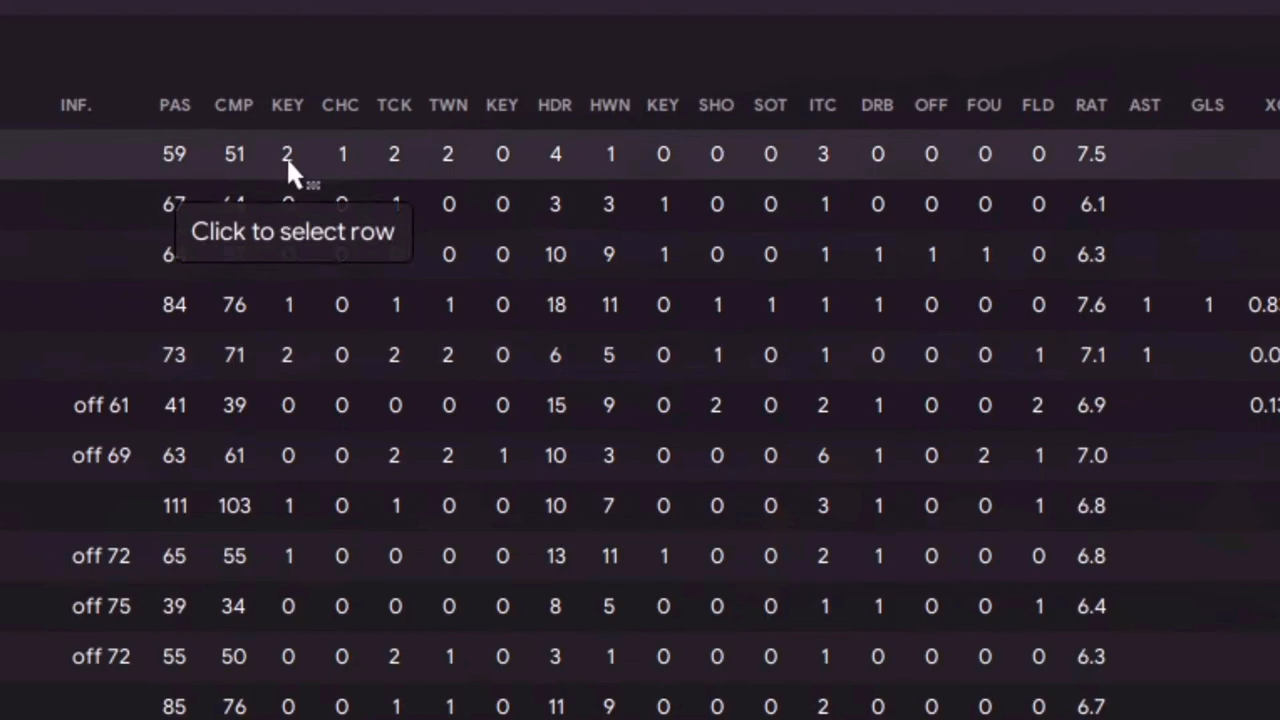 INF. PAS CMP KEY CHC TCK TWN KEY HDR HWN KEY SHO SOT ITC DRB OFF FOU FLD RAT AST GLS
59 51 2 1 2 2 0 4 1 0 0 0 3 0 0 0 0 7.5
67 0 1 0 0 3 3 1 0 0 1 0 0 0 0 6.1
Click to select row
0 0 10 9 1 0 0 1 1 1 1 0 6.3
84 76 1 0 1 1 0 18 11 0 1 1 1 1 0 0 0 7.6 1 1 0.8
73 71 2 0 2 2 0 6 5 0 1 0 1 0 0 0 1 7.1 1 0.0
off 61 41 39 0 0 0 0 0 15 9 0 2 0 2 1 0 0 2 6.9 0.1
off 69 63 61 0 0 2 2 1 10 3 0 0 0 6 1 0 2 1 7.0
111 103 1 0 1 0 0 10 7 0 0 0 3 1 0 0 1 6.8
off 72 65 55 1 0 0 0 0 13 11 1 0 0 2 1 0 0 0 6.8
off 75 39 34 0 0 0 0 0 8 5 0 0 0 1 1 0 0 1 6.4
off 72 55 50 0 0 2 1 0 3 1 0 0 0 1 0 0 0 0 6.3
85 76 0 0 1 1 0 11 9 0 0 0 2 0 0 0 0 6.7